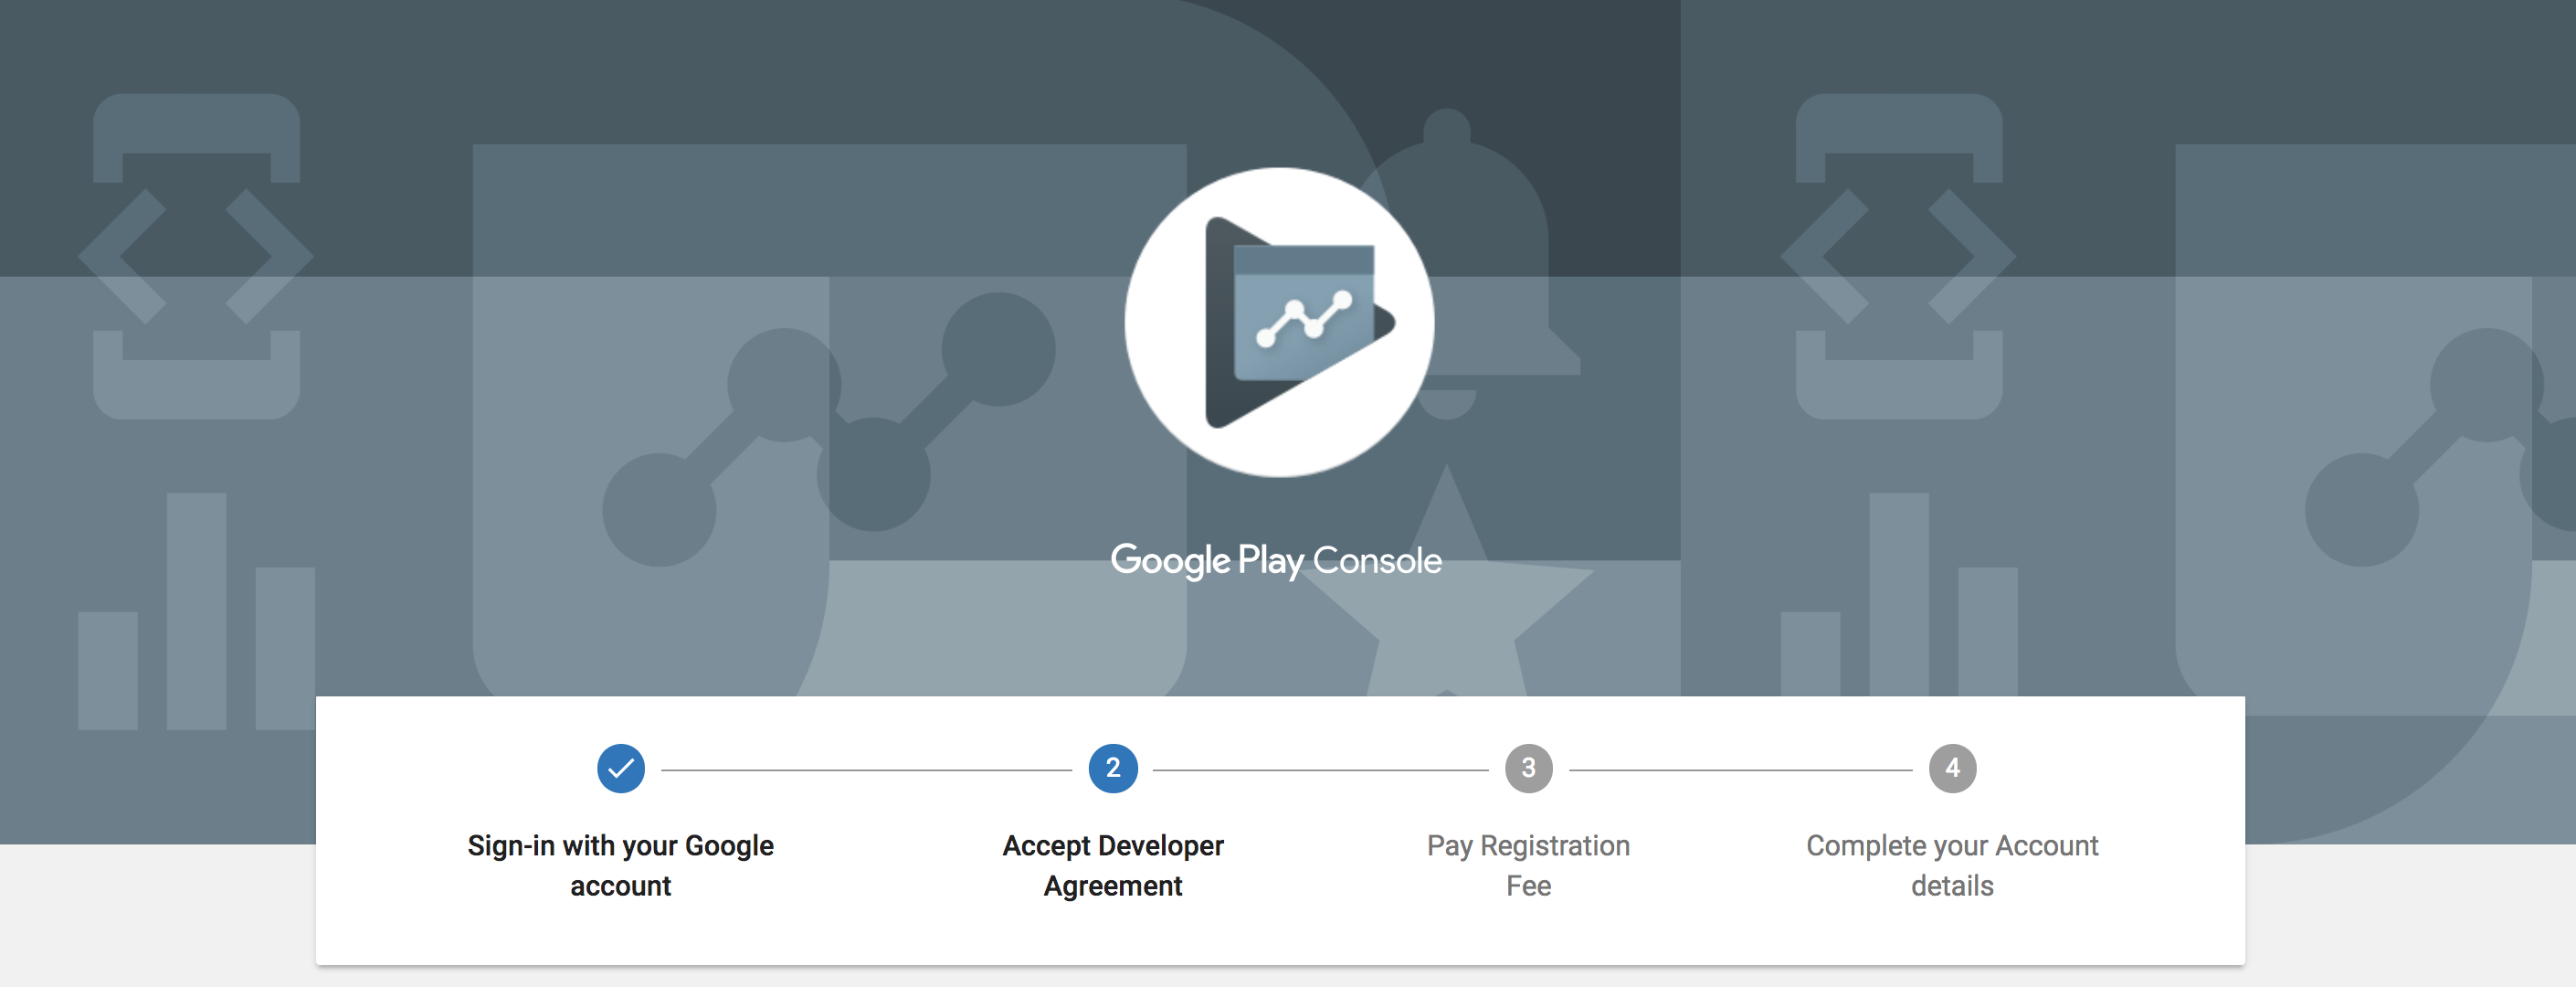 Google Play Console
2
3
4
Sign-in with your Google
account
Accept Developer
Agreement
Pay Registration
Fee
Complete your Account
details